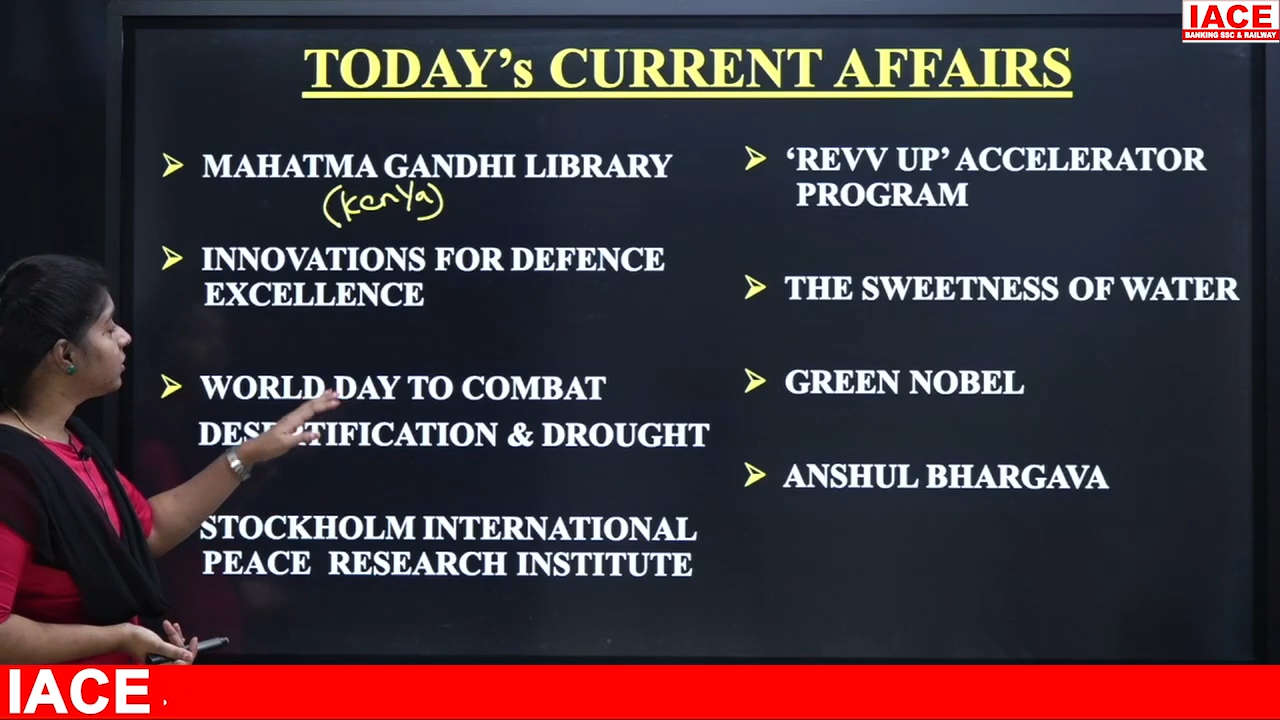 IACE
BANKING SSC & RAILWAY
TODAY's CURRENT AFFAIRS
➢ MAHATMA GANDHI LIBRARY
(Kenya)
➢ INNOVATIONS FOR DEFENCE
EXCELLENCE
➢ WORLD DAY TO COMBAT
DESERTIFICATION & DROUGHT
STOCKHOLM INTERNATIONAL
PEACE RESEARCH INSTITUTE
➢ ‘REVV UP’ ACCELERATOR
PROGRAM
➢ THE SWEETNESS OF WATER
➢ GREEN NOBEL
➢ ANSHUL BHARGAVA
IACE